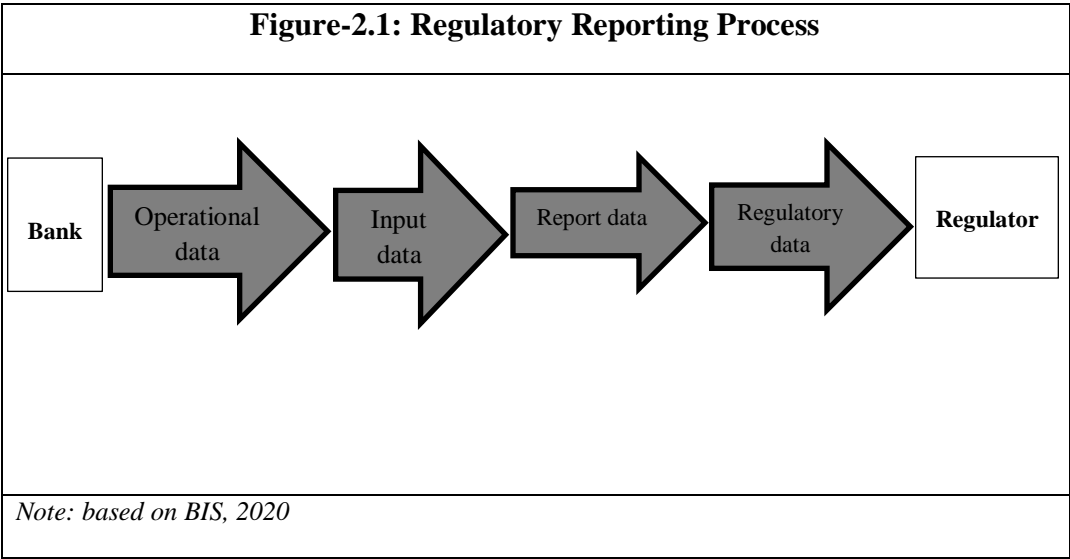 Figure-2.1: Regulatory Reporting Process
Bank
Operational
data
Input
data
Report data
Regulatory
data
Regulator
Note: based on BIS, 2020